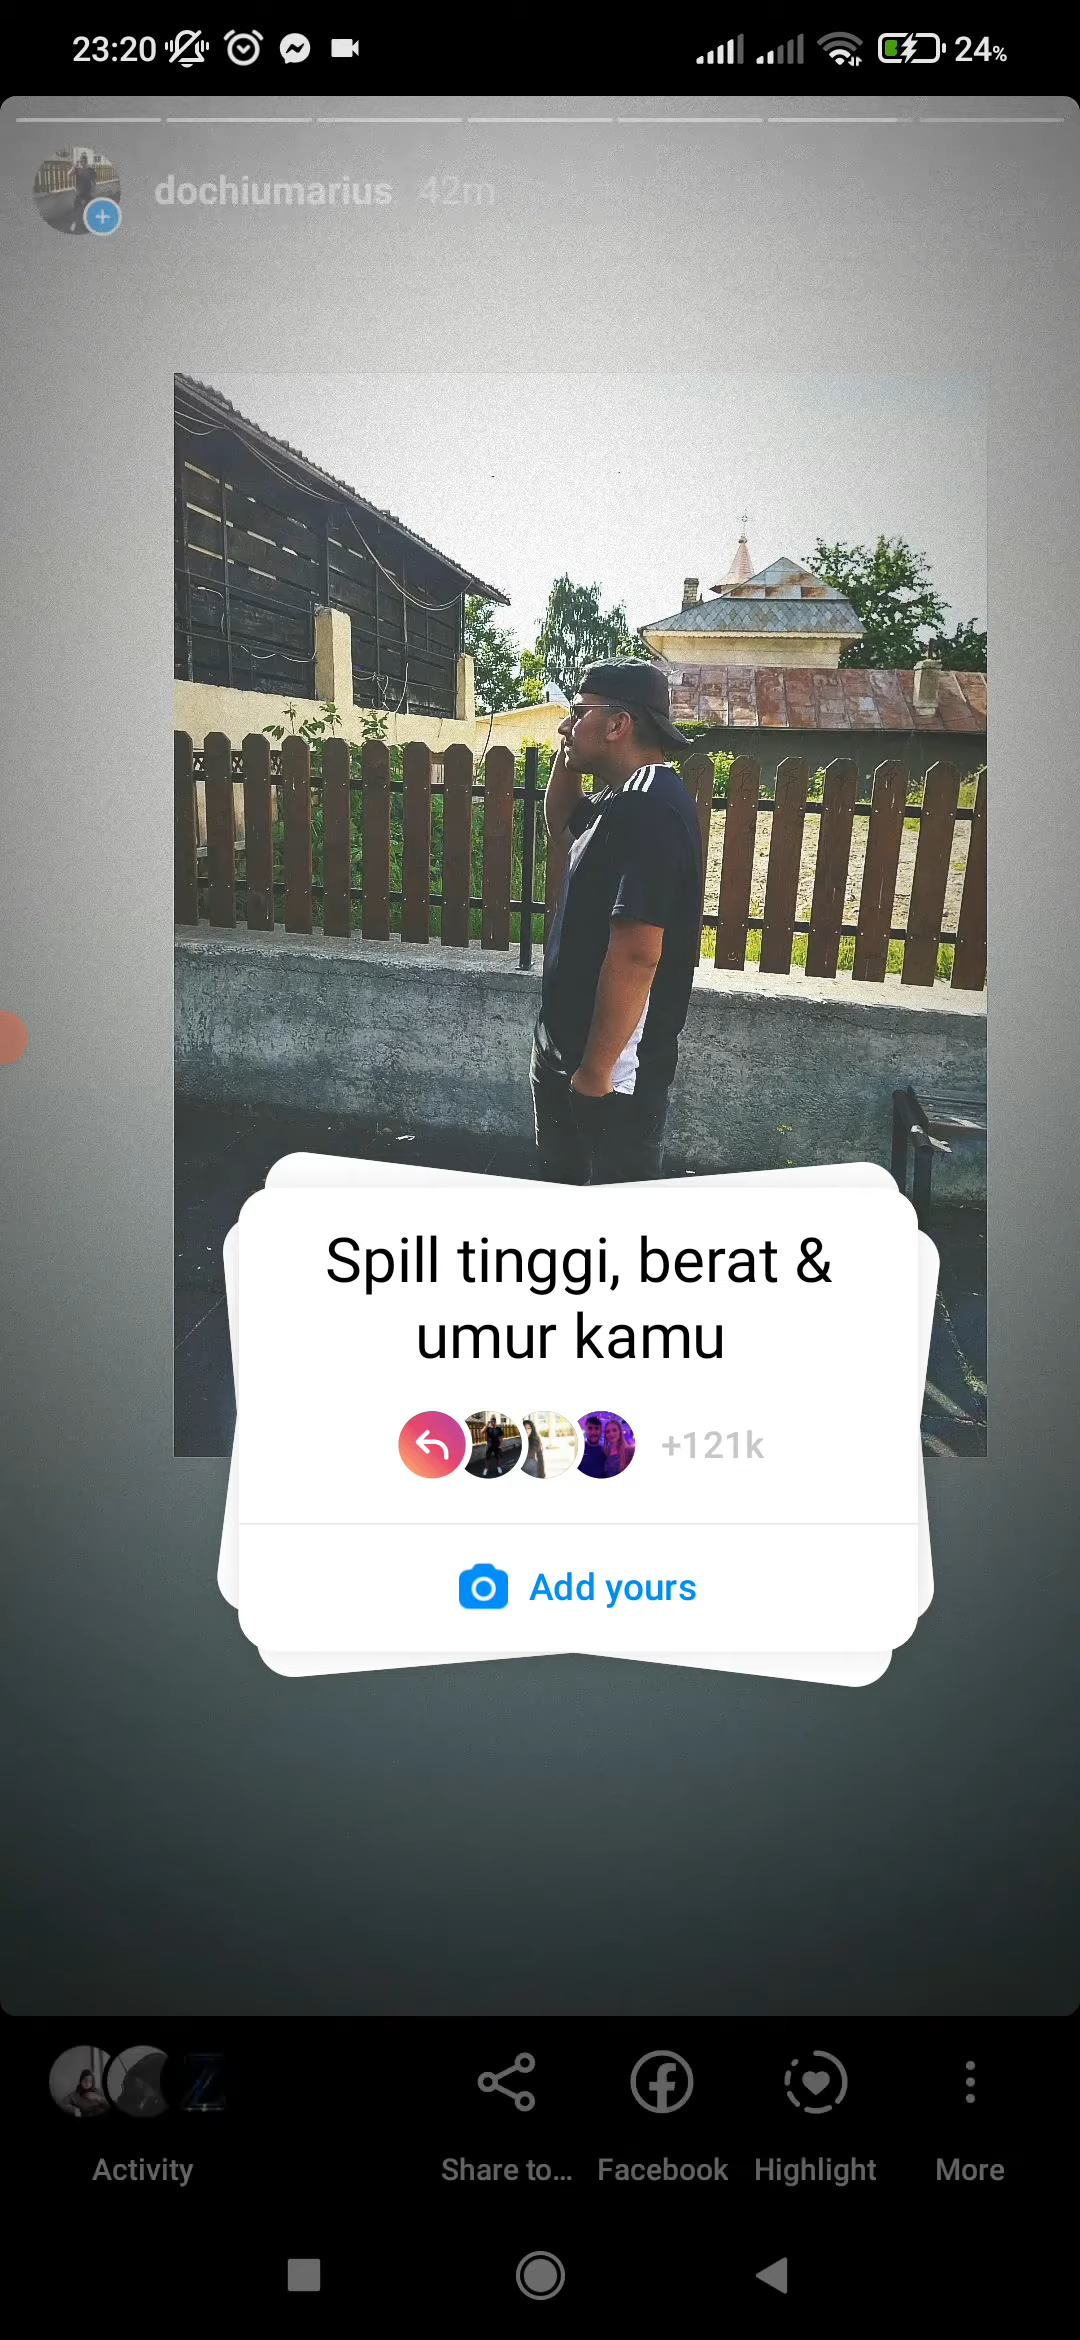 23:20 24%
dochiumarius 42m
Spill tinggi, berat &
umur kamu
+121k
Add yours
Activity Share to... Facebook Highlight More